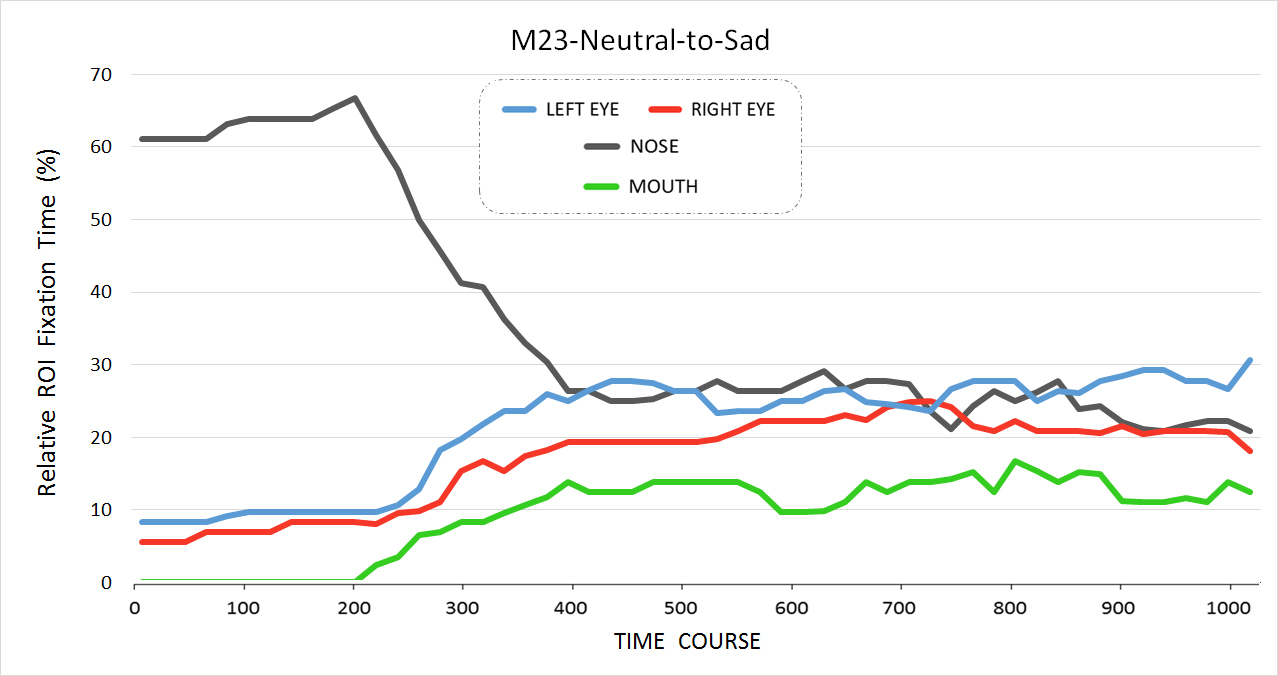 M23-Neutral-to-Sad
LEFT EYE RIGHT EYE
NOSE
MOUTH
Relative ROI Fixation Time (%)
70
60
50
40
30
20
10
0
0 100 200 300 400 500 600 700 800 900 1000
TIME COURSE